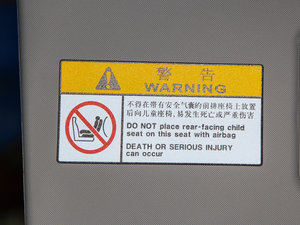 警告
WARNING
不得在带有安全气囊的前排座椅上放置
后向儿童座椅,易发生死亡或严重伤害
DO NOT place rear-facing child
seat on this seat with airbag
DEATH OR SERIOUS INJURY
can occur